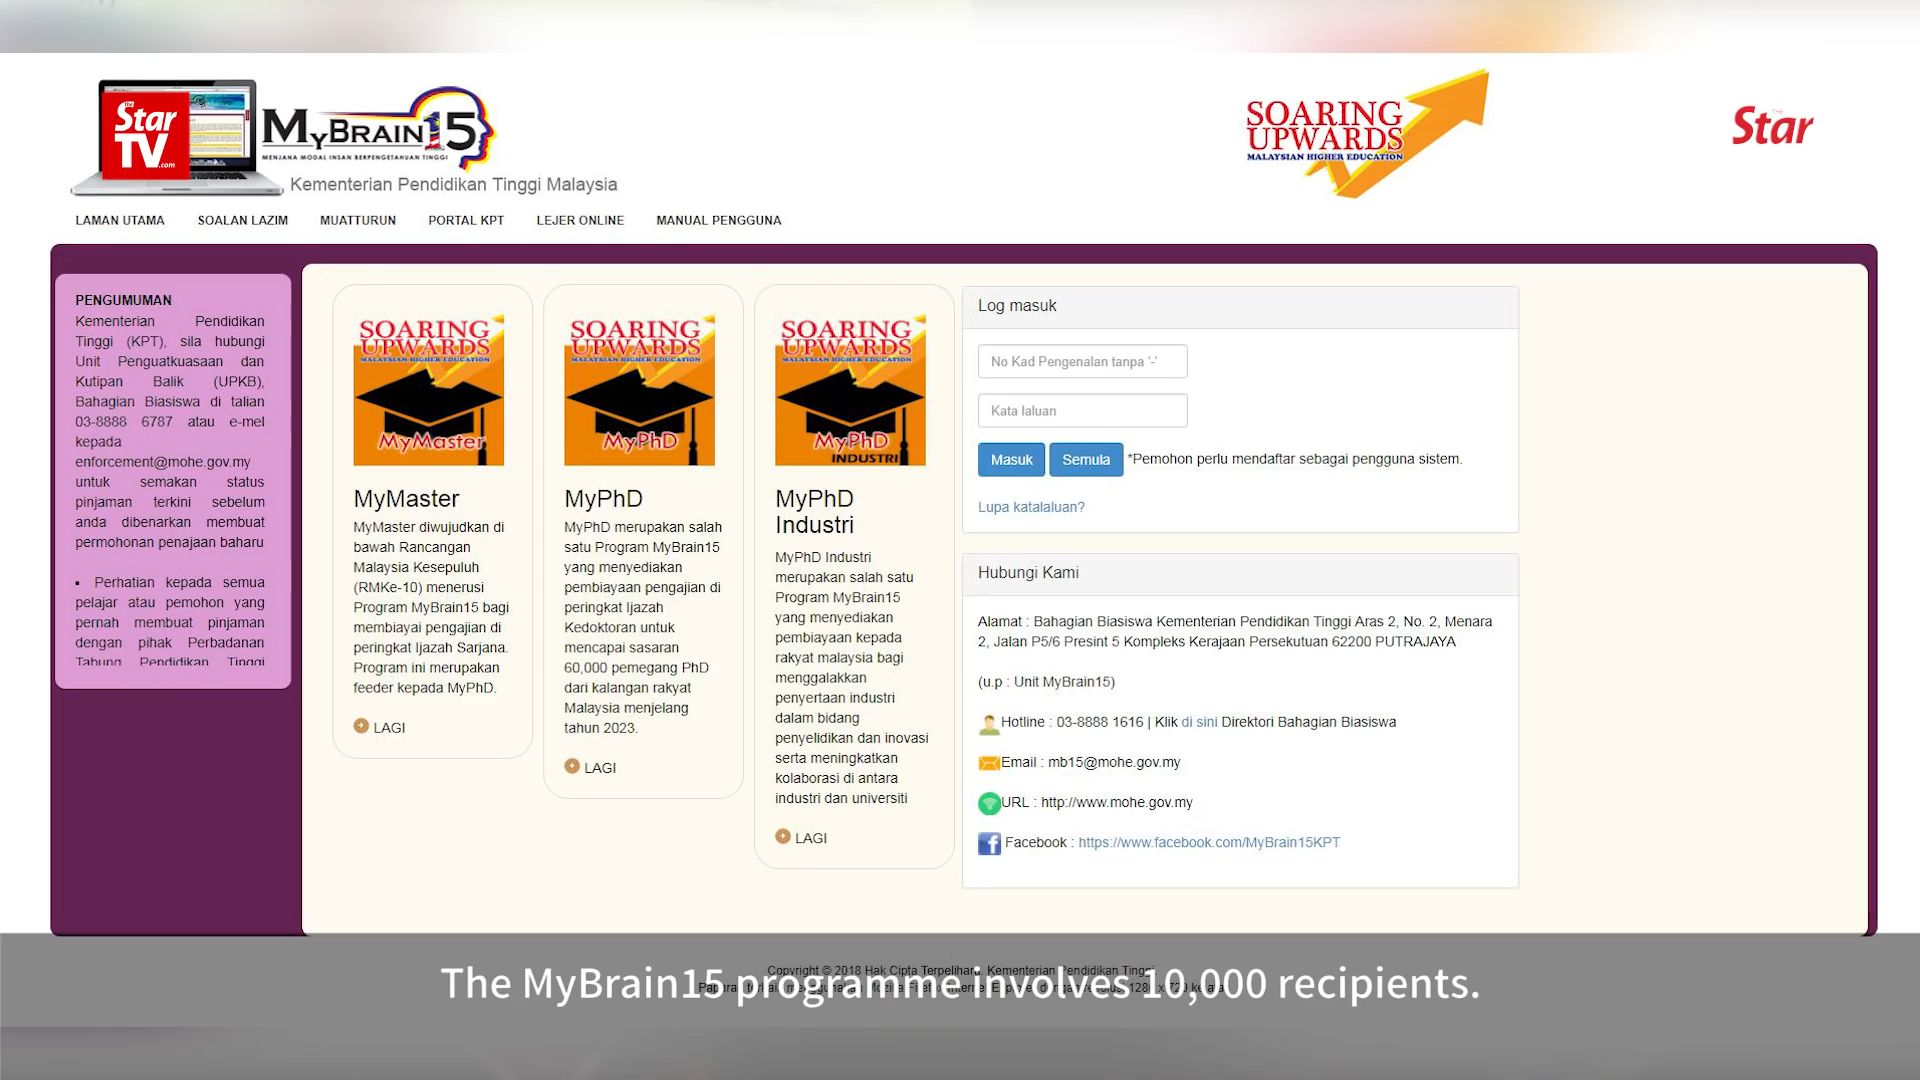 Star
TV.com
MYBRAIN15
MENJANA MODAL INSAN BERPENGETAHUAN TINGGI
Kementerian Pendidikan Tinggi Malaysia
SOARING
UPWARDS
MALAYSIAN HIGHER EDUCATION
The Star
LAMAN UTAMA SOALAN LAZIM MUATTURUN PORTAL KPT LEJER ONLINE MANUAL PENGGUNA
PENGUMUMAN
Kementerian Pendidikan
Tinggi (KPT), sila hubungi
Unit Penguatkuasaan dan
Kutipan Balik (UPKB),
Bahagian Biasiswa di talian
03-8888 6787 atau e-mel
kepada
enforcement@mohe.gov.my
untuk semakan status
pinjaman terkini sebelum
anda dibenarkan membuat
permohonan penajaan baharu
• Perhatian kepada semua
pelajar atau pemohon yang
pernah membuat pinjaman
dengan pihak Perbadanan
Tabung Pendidikan Tinggi
SOARING
UPWARDS
MALAYSIAN HIGHER EDUCATION
MyMaster
MyMaster
MyMaster diwujudkan di
bawah Rancangan
Malaysia Kesepuluh
(RMKe-10) menerusi
Program MyBrain15 bagi
membiayai pengajian di
peringkat Ijazah Sarjana.
Program ini merupakan
feeder kepada MyPhD.
LAGI
SOARING
UPWARDS
MALAYSIAN HIGHER EDUCATION
MyPhD
MyPhD
MyPhD merupakan salah
satu Program MyBrain15
yang menyediakan
pembiayaan pengajian di
peringkat Ijazah
Kedoktoran untuk
mencapai sasaran
60,000 pemegang PhD
dari kalangan rakyat
Malaysia menjelang
tahun 2023.
LAGI
SOARING
UPWARDS
MALAYSIAN HIGHER EDUCATION
MyPhD
INDUSTRI
MyPhD
Industri
MyPhD Industri
merupakan salah satu
Program MyBrain15
yang menyediakan
pembiayaan kepada
rakyat malaysia bagi
menggalakkan
penyertaan industri
dalam bidang
penyelidikan dan inovasi
serta meningkatkan
kolaborasi di antara
industri dan universiti
LAGI
Log masuk
No Kad Pengenalan tanpa '-'
Kata laluan
Masuk Semula *Pemohon perlu mendaftar sebagai pengguna sistem.
Lupa katalaluan?
Hubungi Kami
Alamat : Bahagian Biasiswa Kementerian Pendidikan Tinggi Aras 2, No. 2, Menara
2, Jalan P5/6 Presint 5 Kompleks Kerajaan Persekutuan 62200 PUTRAJAYA
(u.p : Unit MyBrain15)
Hotline : 03-8888 1616 | Klik di sini Direktori Bahagian Biasiswa
Email : mb15@mohe.gov.my
URL : http://www.mohe.gov.my
Facebook : https://www.facebook.com/MyBrain15KPT
Copyright © 2018 Hak Cipta Terpelihara. Kementerian Pendidikan Tinggi
The MyBrain15 programme involves 10,000 recipients.